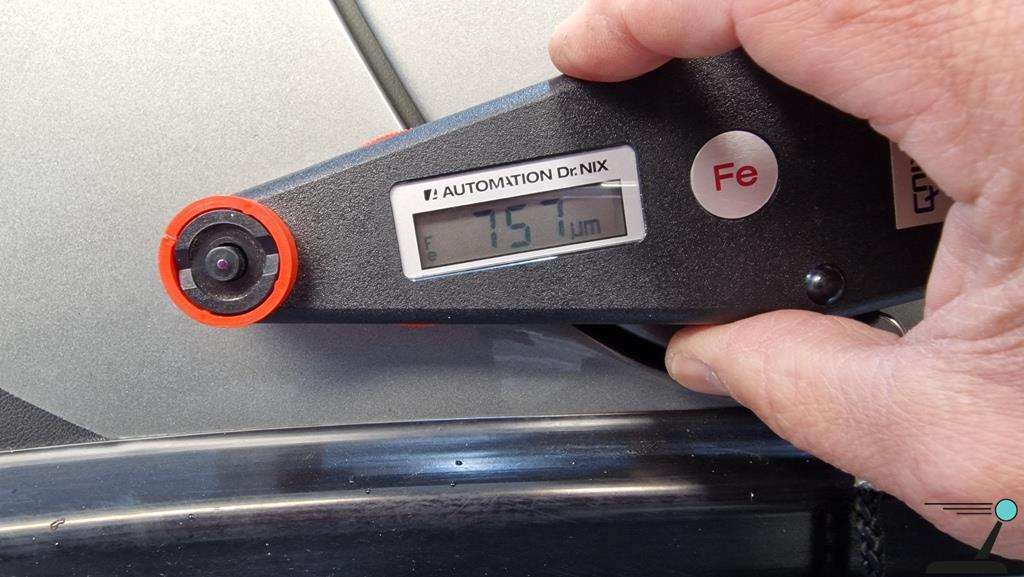 AUTOMATION Dr. NIX
Fe
757 µm
Fe